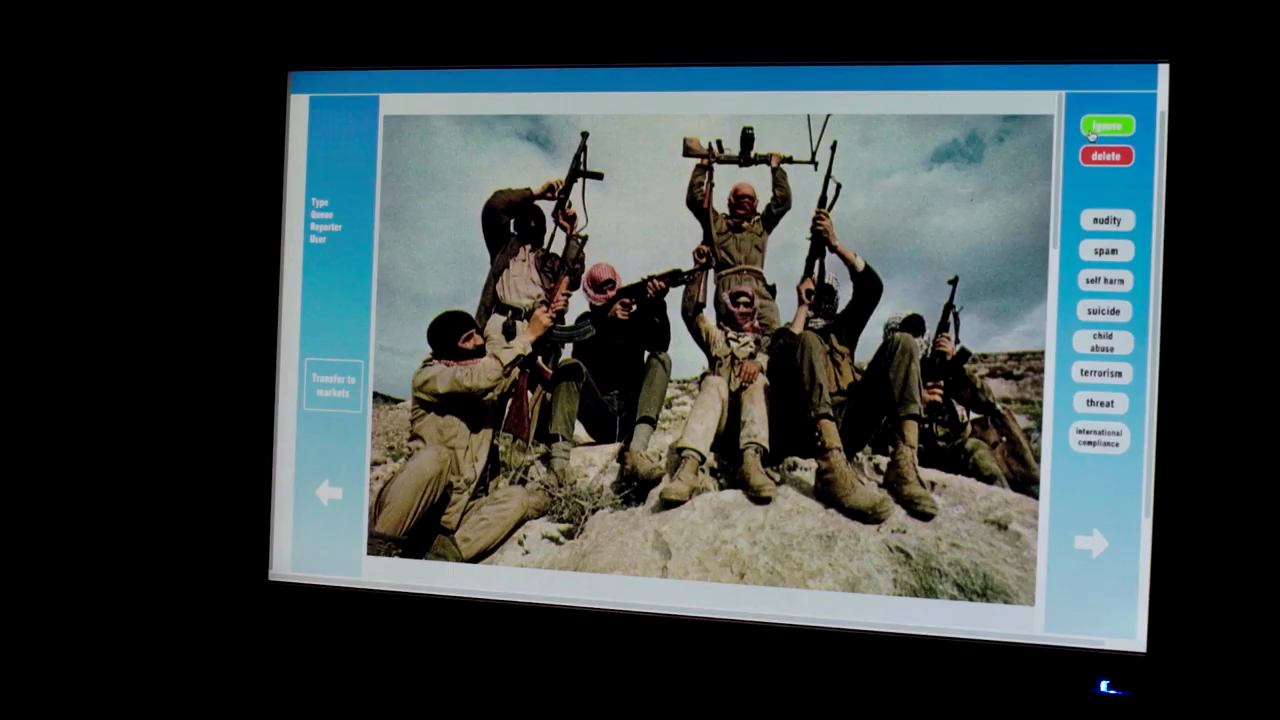 Type
Queue
Reporter
User
Transfer to
markets
ignore
delete
nudity
spam
self harm
suicide
child
abuse
terrorism
threat
international
compliance